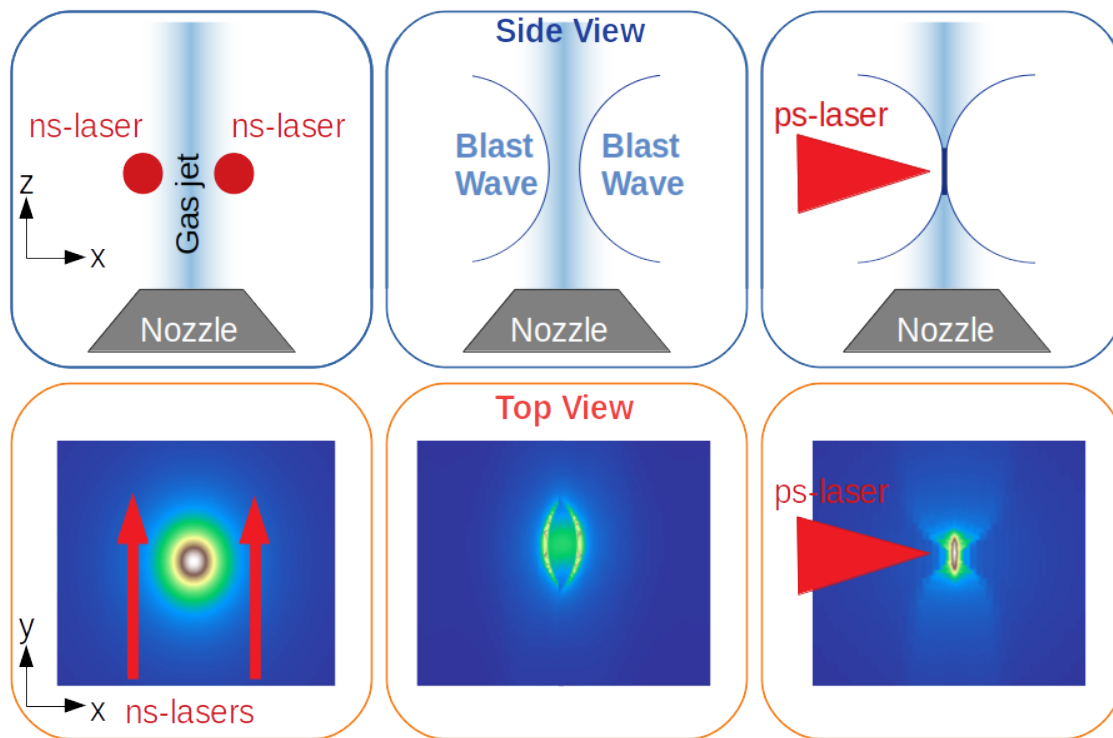 Side View
ns-laser
ns-laser
Gas jet
z
x
Nozzle
Blast
Wave
Blast
Wave
Nozzle
ps-laser
Nozzle
Top View
y
x
ns-lasers
ps-laser